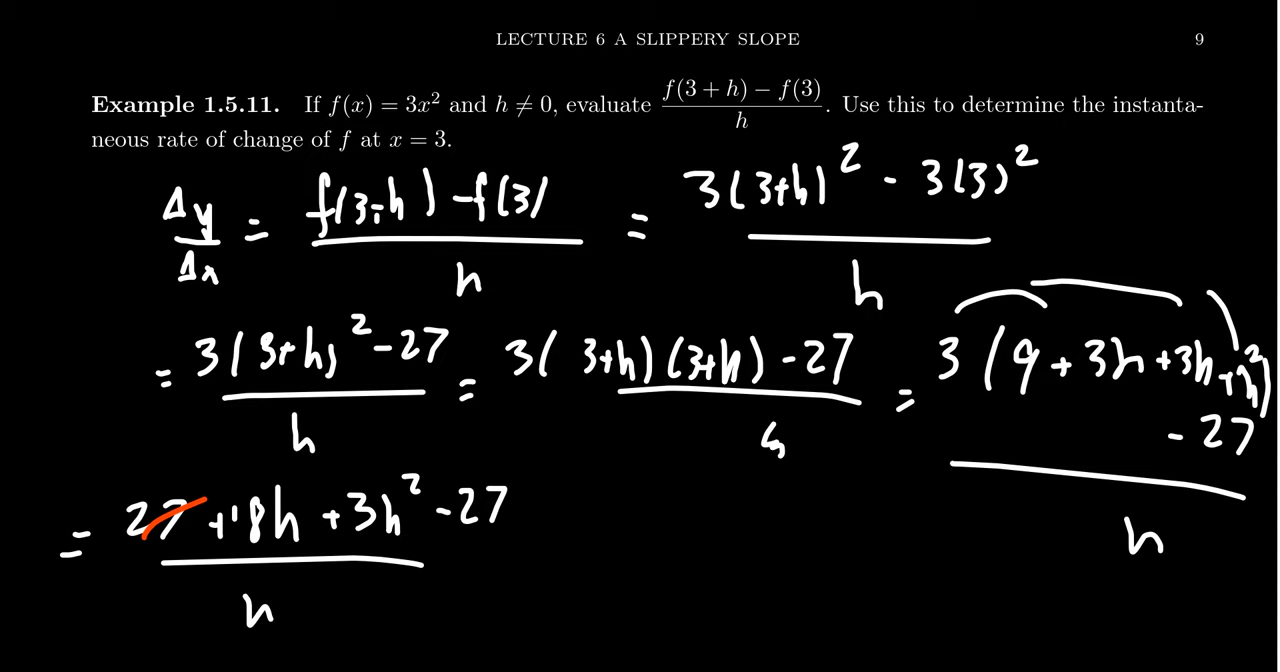 LECTURE 6 A SLIPPERY SLOPE 9
Example 1.5.11. If f(x) = 3x² and h ≠ 0, evaluate (f(3 + h) − f(3))/h. Use this to determine the instanta-
neous rate of change of f at x = 3.
Δy/Δx = (f(3+h) - f(3))/h = (3(3+h)² - 3(3)²)/h
= (3(3+h)² - 27)/h = (3(3+h)(3+h) - 27)/h = (3(9 + 3h + 3h + h²) - 27)/h
= (27 + 18h + 3h² - 27)/h